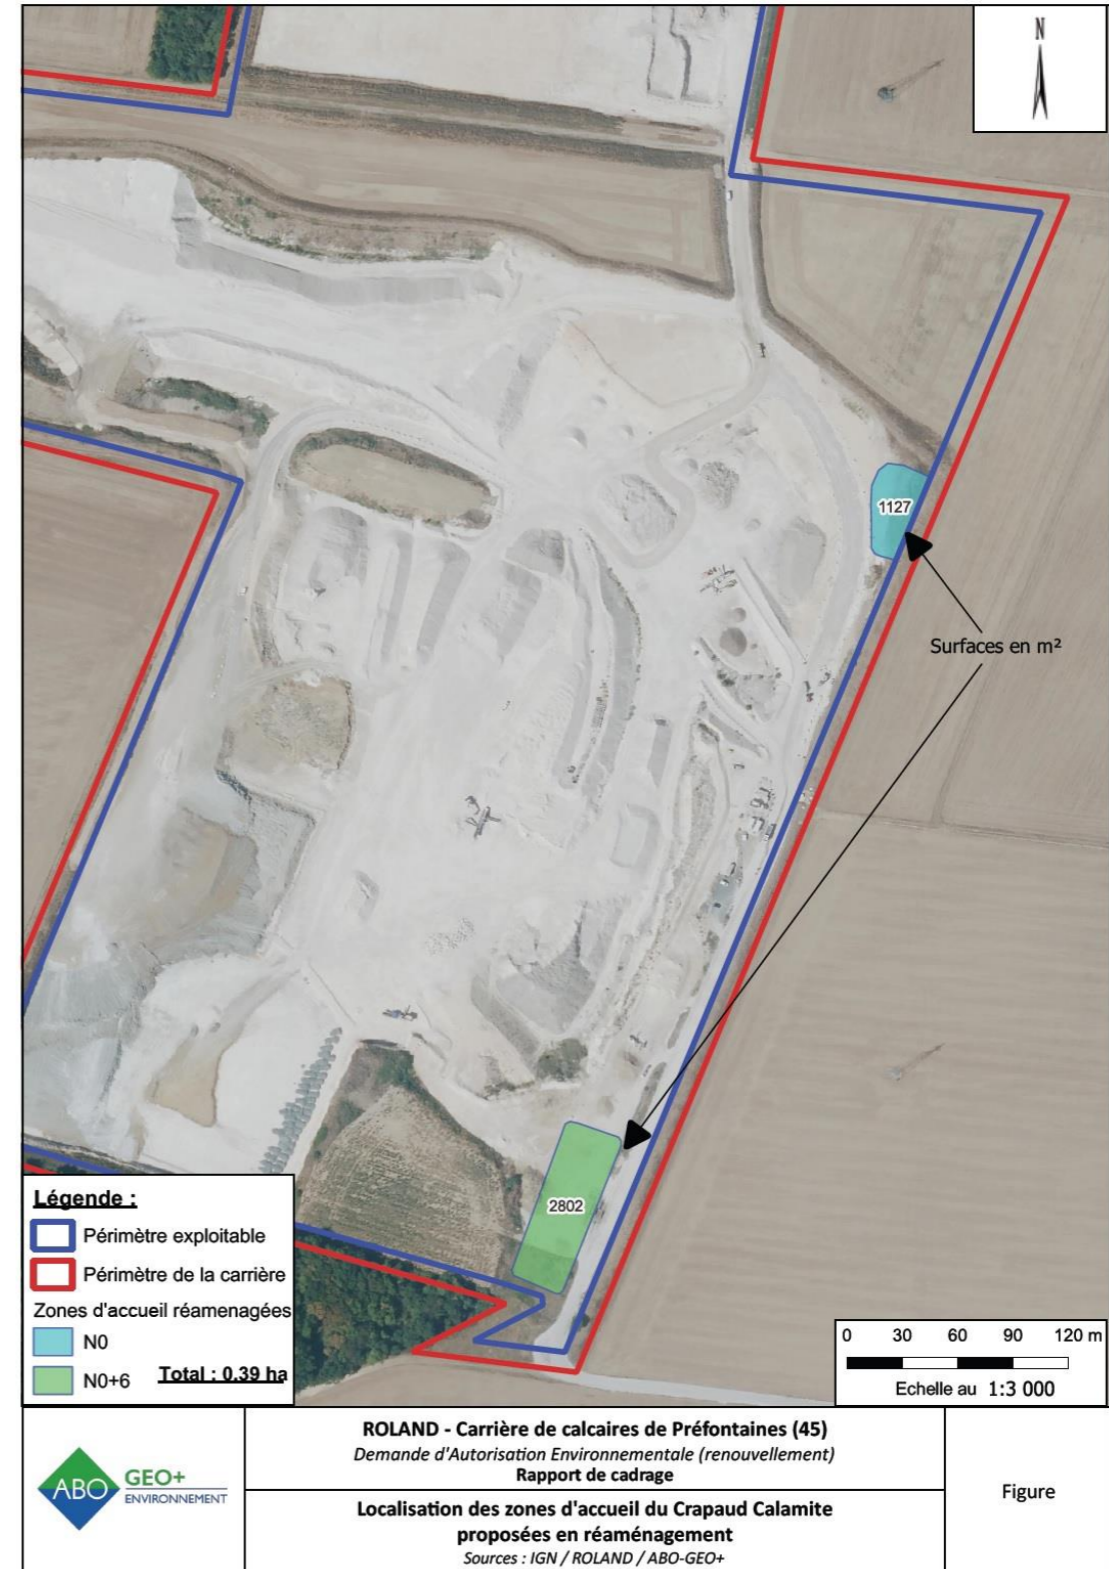 N
1127
Surfaces en m²
2802
Légende :
Périmètre exploitable
Périmètre de la carrière
Zones d'accueil réamenagées
N0
N0+6
Total : 0.39 ha
0 30 60 90 120 m
Echelle au 1:3 000
ABO
GEO+
ENVIRONNEMENT
ROLAND - Carrière de calcaires de Préfontaines (45)
Demande d'Autorisation Environnementale (renouvellement)
Rapport de cadrage
Localisation des zones d'accueil du Crapaud Calamite
proposées en réaménagement
Sources : IGN / ROLAND / ABO-GEO+
Figure